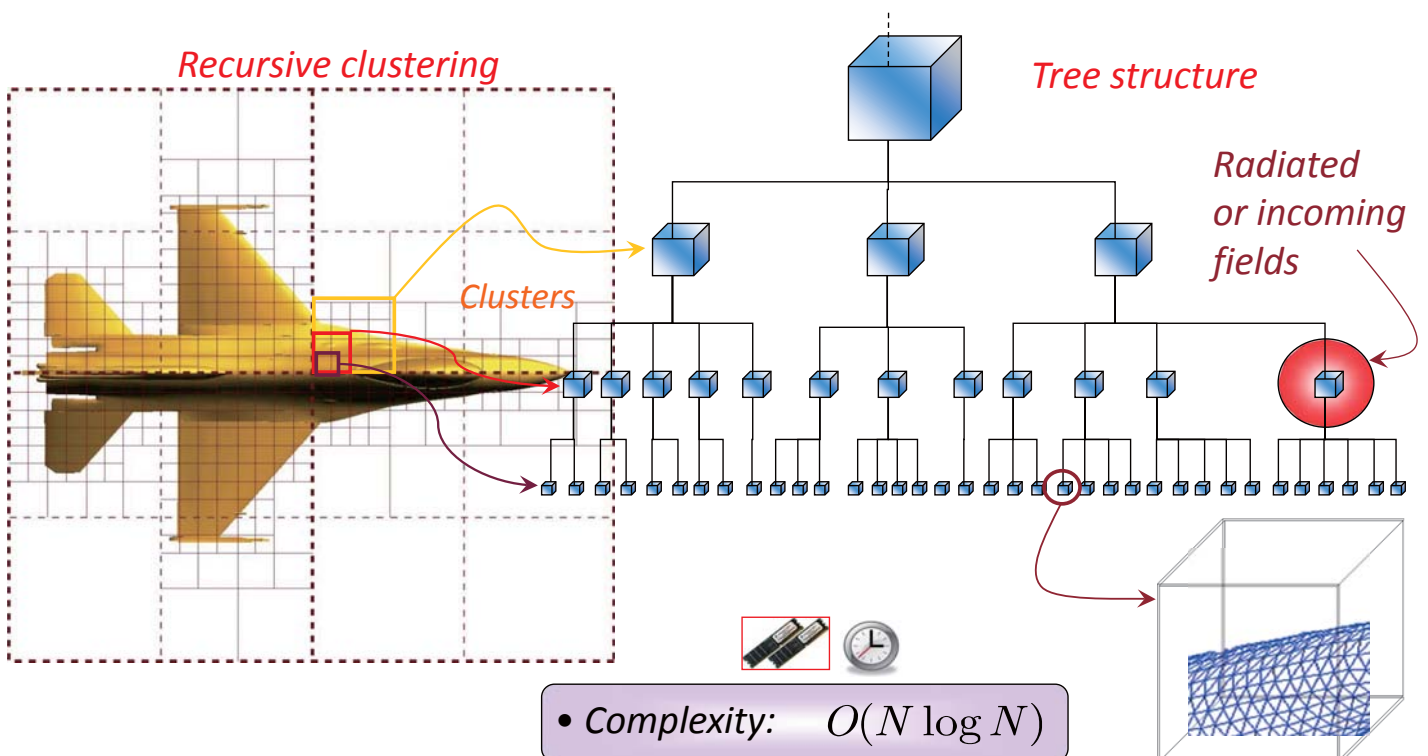 Recursive clustering
Tree structure
Radiated
or incoming
fields
Clusters
• Complexity: O(N log N)